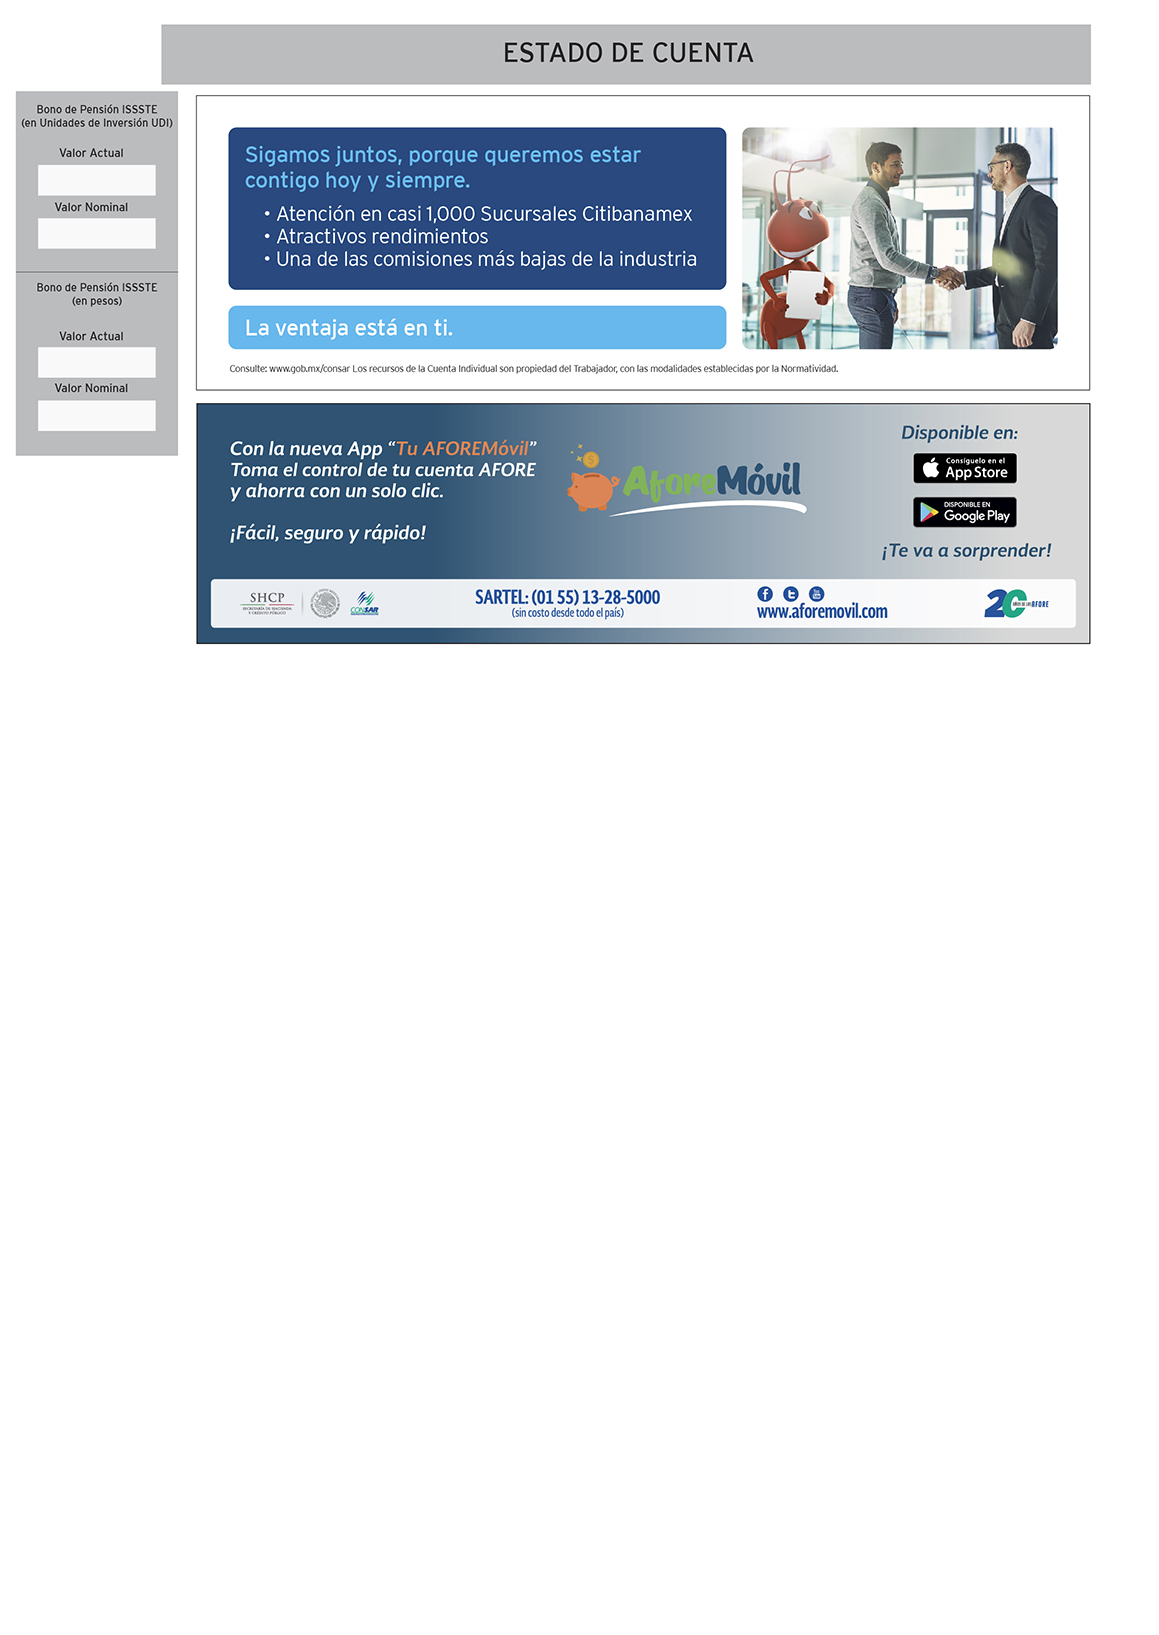 ESTADO DE CUENTA
Bono de Pensión ISSSTE
(en Unidades de Inversión UDI)
Valor Actual
Valor Nominal
Bono de Pensión ISSSTE
(en pesos)
Valor Actual
Valor Nominal
Sigamos juntos, porque queremos estar
contigo hoy y siempre.
• Atención en casi 1,000 Sucursales Citibanamex
• Atractivos rendimientos
• Una de las comisiones más bajas de la industria
La ventaja está en ti.
Consulte: www.gob.mx/consar Los recursos de la Cuenta Individual son propiedad del Trabajador, con las modalidades establecidas por la Normatividad.
Con la nueva App “Tu AFOREMóvil”
Toma el control de tu cuenta AFORE
y ahorra con un solo clic.
¡Fácil, seguro y rápido!
AforeMóvil
Disponible en:
Consíguelo en el
App Store
DISPONIBLE EN
Google Play
¡Te va a sorprender!
SHCP
SECRETARÍA DE HACIENDA
Y CRÉDITO PÚBLICO
CONSAR
SARTEL: (01 55) 13-28-5000
(sin costo desde todo el país)
www.aforemovil.com
20 AÑOS DE LAS AFORE